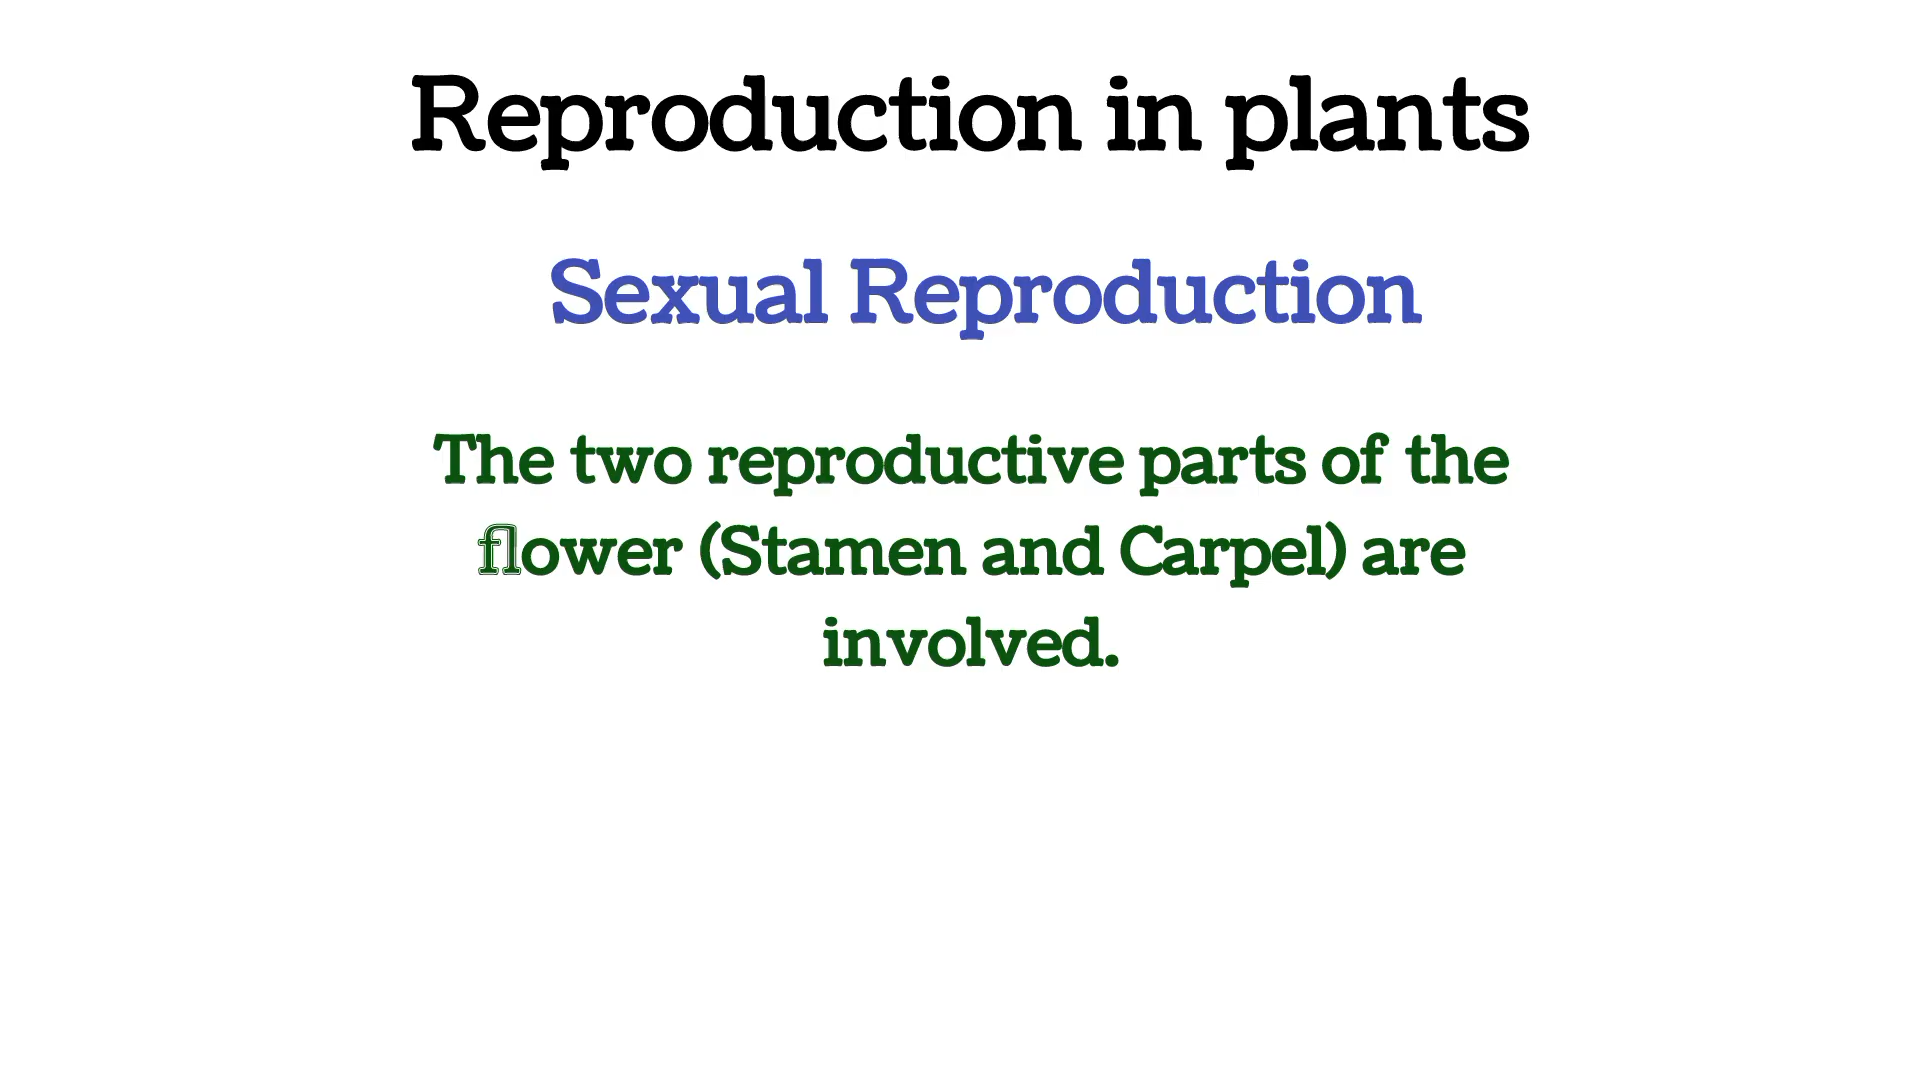 Reproduction in plants
Sexual Reproduction
The two reproductive parts of the
flower (Stamen and Carpel) are
involved.